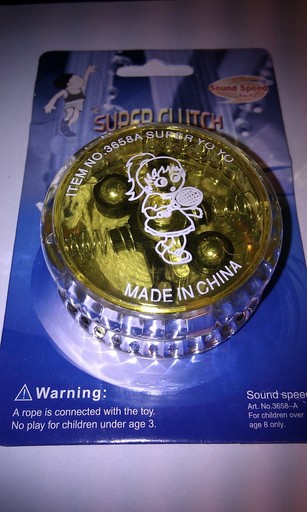 Sound Speed
SUPER CLUTCH
ITEM NO. 3658A SUPER YO YO
MADE IN CHINA
Warning:
A rope is connected with the toy.
No play for children under age 3.
Sound speed
Art. No.3658-A
For children over
age 8 only.